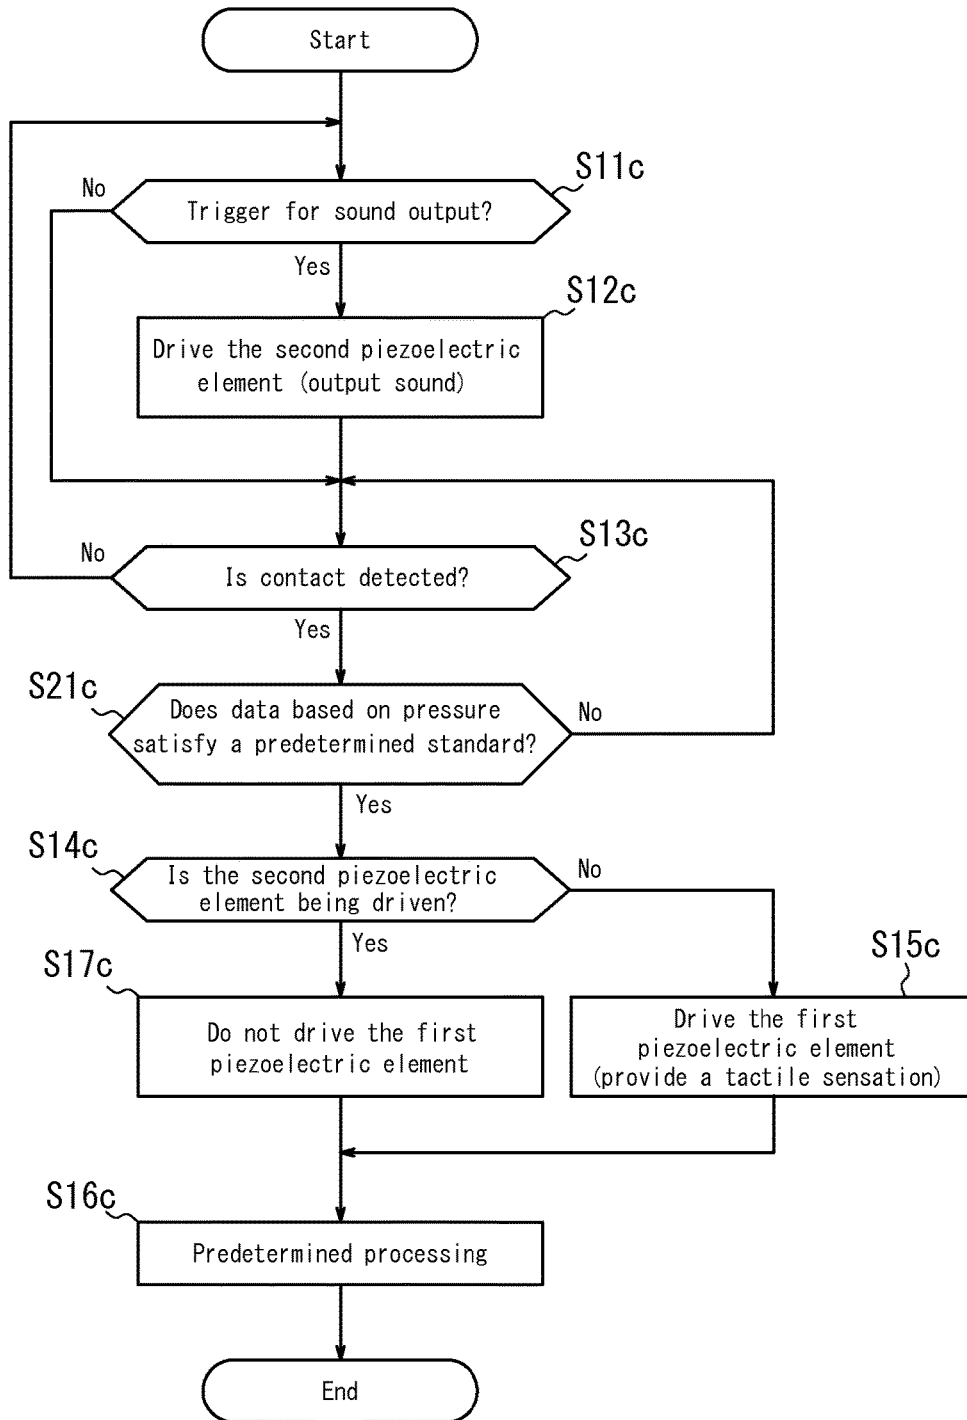 Start
S11c
No
Trigger for sound output?
Yes
S12c
Drive the second piezoelectric
element (output sound)
S13c
No
Is contact detected?
Yes
S21c
Does data based on pressure
satisfy a predetermined standard?
No
Yes
S14c
Is the second piezoelectric
element being driven?
No
Yes
S17c
Do not drive the first
piezoelectric element
S15c
Drive the first
piezoelectric element
(provide a tactile sensation)
S16c
Predetermined processing
End